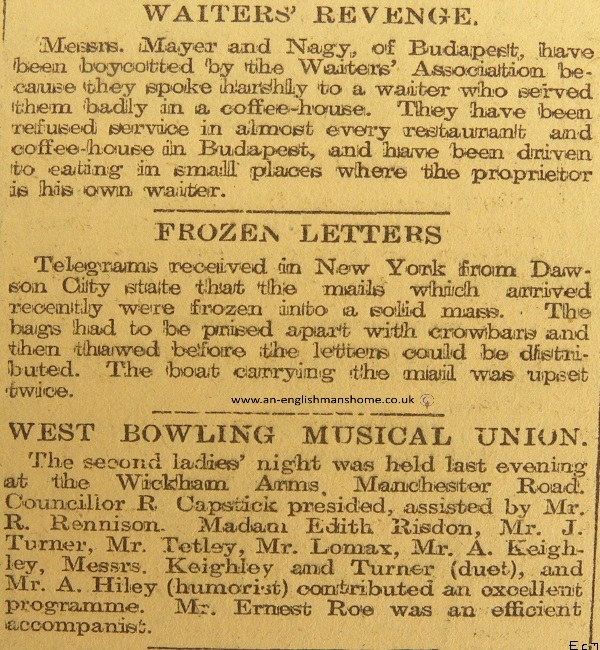 WAITERS' REVENGE.
Messrs. Mayer and Nagy, of Budapest, have
been boycotted by the Waiters' Association be-
cause they spoke harshly to a waiter who served
them badly in a coffee-house. They have been
refused service in almost every restaurant and
coffee-house in Budapest, and have been driven
to eating in small places where the proprietor
is his own waiter.
FROZEN LETTERS
Telegrams received in New York from Daw-
son City state that the mails which arrived
recently were frozen into a solid mass. The
bags had to be prised apart with crowbars and
then thawed before the letters could be distri-
buted. The boat carrying the mail was upset
twice.
www.an-englishmanshome.co.uk
WEST BOWLING MUSICAL UNION.
The second ladies' night was held last evening
at the Wickham Arms, Manchester Road.
Councillor R. Capstick presided, assisted by Mr.
R. Rennison. Madam Edith Risdon, Mr. J.
Turner, Mr. Tetley, Mr. Lomax, Mr. A. Keigh-
ley, Messrs. Keighley and Turner (duet), and
Mr. A. Hiley (humorist) contributed an excellent
programme. Mr. Ernest Roe was an efficient
accompanist.